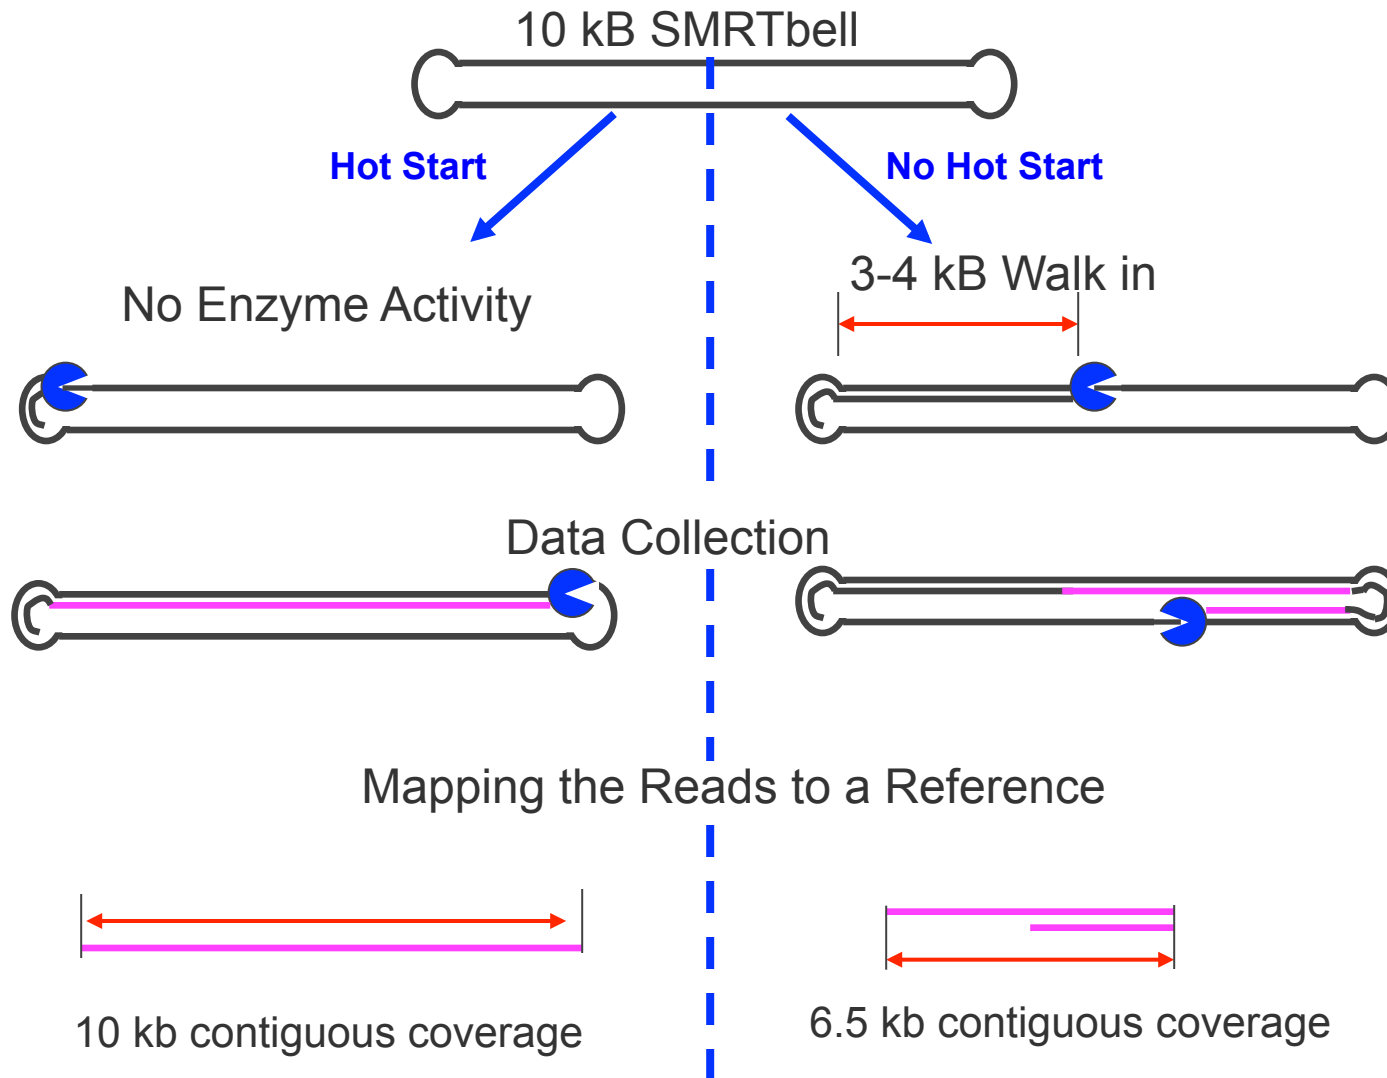 10 kB SMRTbell
Hot Start
No Hot Start
3-4 kB Walk in
No Enzyme Activity
Data Collection
Mapping the Reads to a Reference
10 kb contiguous coverage
6.5 kb contiguous coverage